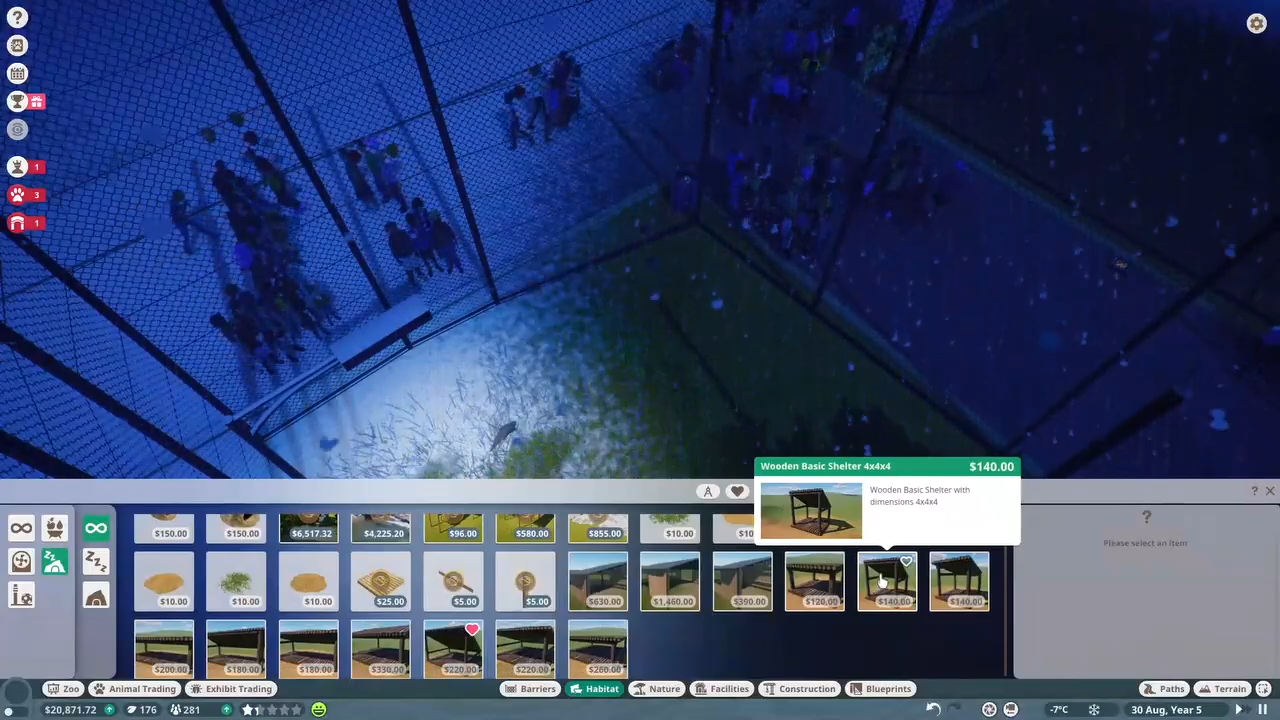 ?
1
3
1
Wooden Basic Shelter 4x4x4 $140.00
Wooden Basic Shelter with
dimensions 4x4x4
?
?
Please select an item
$150.00 $150.00 $6,517.32 $4,225.20 $96.00 $580.00 $855.00 $10.00
$10.00 $10.00 $10.00 $25.00 $5.00 $5.00 $630.00 $1,460.00 $390.00 $120.00 $140.00 $140.00
$200.00 $180.00 $180.00 $330.00 $220.00 $220.00 $260.00
Zoo Animal Trading Exhibit Trading Barriers Habitat Nature Facilities Construction Blueprints Paths Terrain
$20,871.72 176 281 -7°C 30 Aug, Year 5